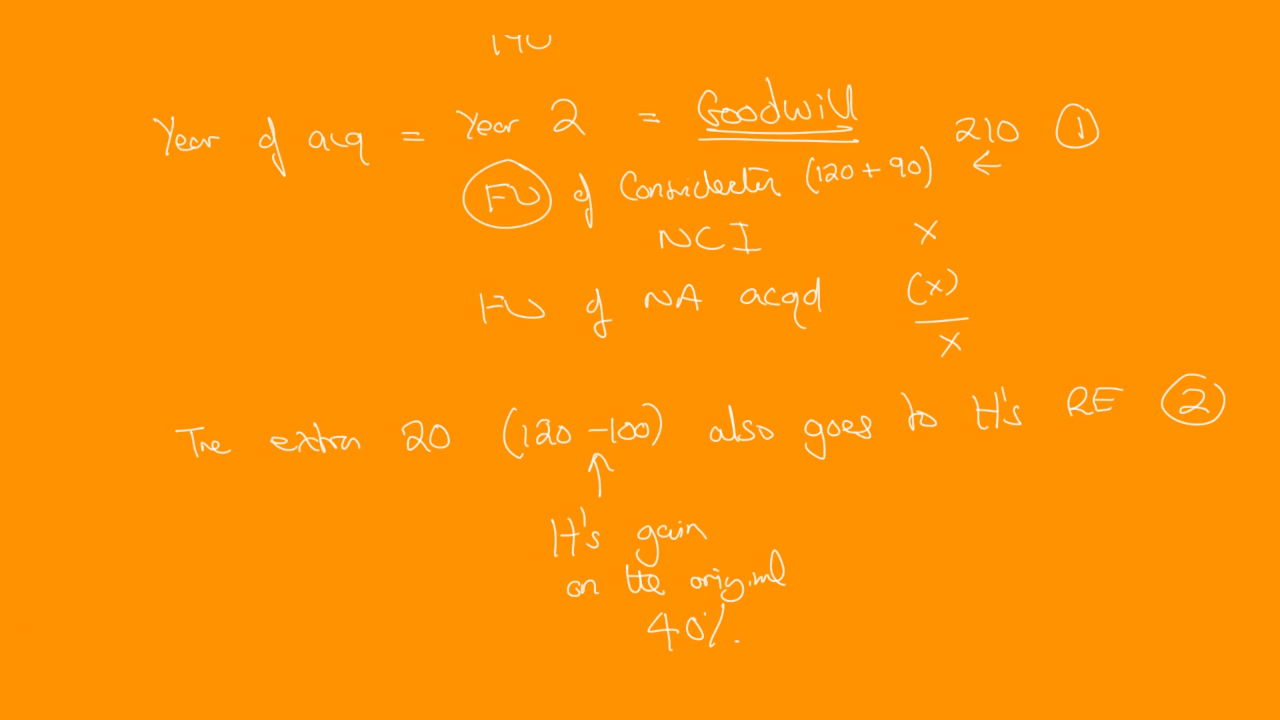 Year of acq = Year 2 = Goodwill
FV of Consideration (120 + 90) 210 ①
←
NCI x
FV of NA acqd (x)
x
The extra 20 (120 - 100) also goes to H's RE ②
↑
H's gain
on the original
40%.